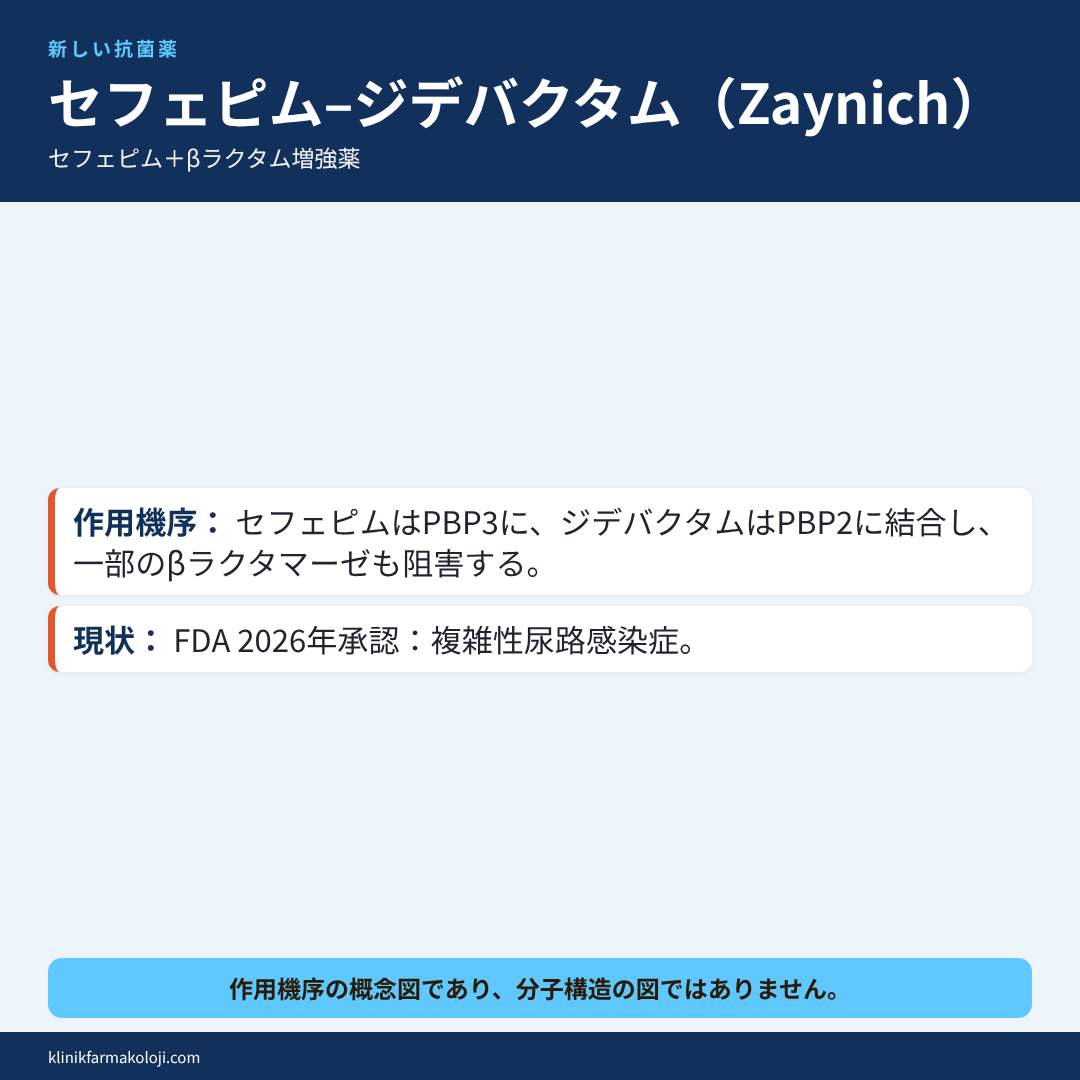 新しい抗菌薬
セフェピム–ジデバクタム（Zaynich）
セフェピム＋βラクタム増強薬
作用機序： セフェピムはPBP3に、ジデバクタムはPBP2に結合し、
一部のβラクタマーゼも阻害する。
現状： FDA 2026年承認：複雑性尿路感染症。
作用機序の概念図であり、分子構造の図ではありません。
klinikfarmakoloji.com